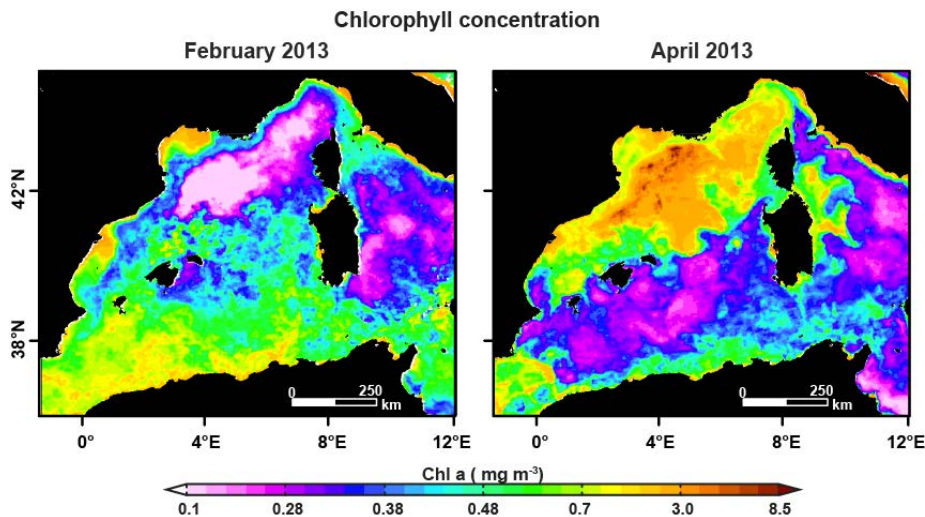 Chlorophyll concentration
February 2013
April 2013
42°N
38°N
0 250
km
0 250
km
0° 4°E 8°E 12°E
0° 4°E 8°E 12°E
Chl a ( mg m-3)
0.1 0.28 0.38 0.48 0.7 3.0 8.5